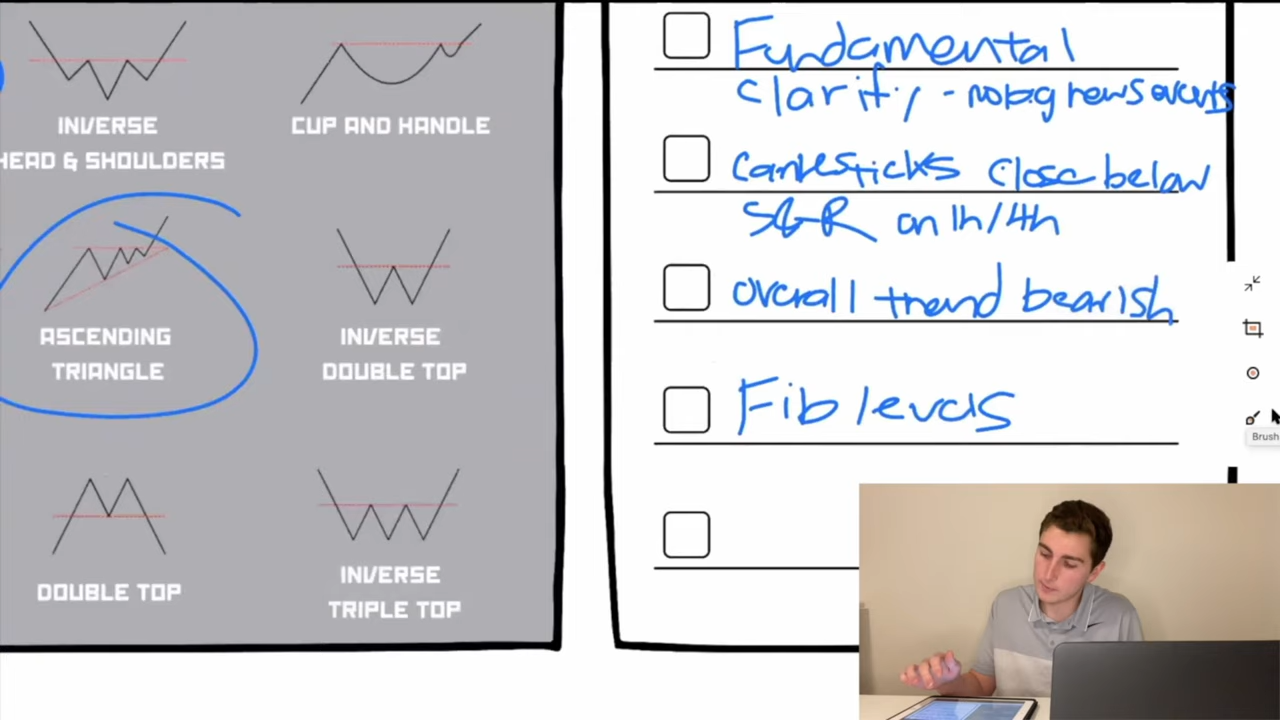 INVERSE
HEAD & SHOULDERS
CUP AND HANDLE
ASCENDING
TRIANGLE
INVERSE
DOUBLE TOP
DOUBLE TOP
INVERSE
TRIPLE TOP
Fundamental
Clarity - no big news events
candlesticks close below
S&R on 1h/4h
overall trend bearish
Fib levels
Brush